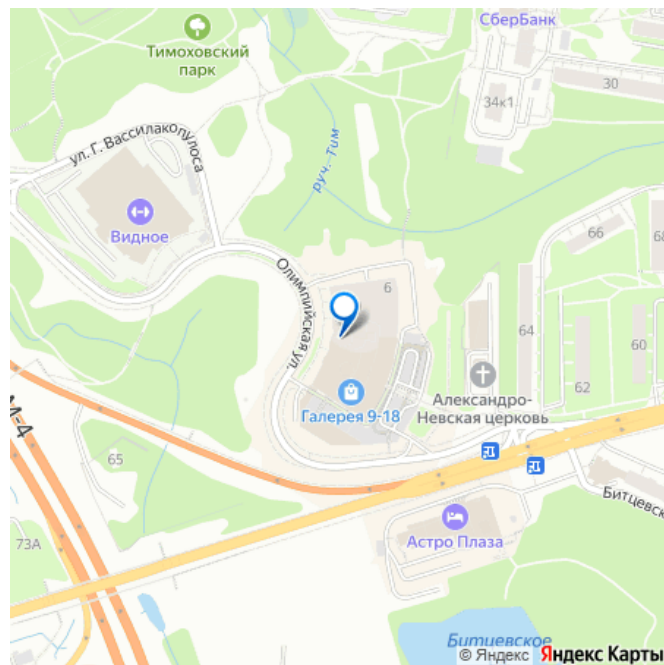 СберБанк
Тимоховский
парк
30
34к1
ул. Г. Вассилакопулоса
руч. Тим
Видное
66
68
Олимпийская ул.
6
64
60
62
Александро-
Невская церковь
Галерея 9-18
М-4
65
73А
Битцевск
Астро Плаза
Битцевское
© Яндекс Яндекс Карты